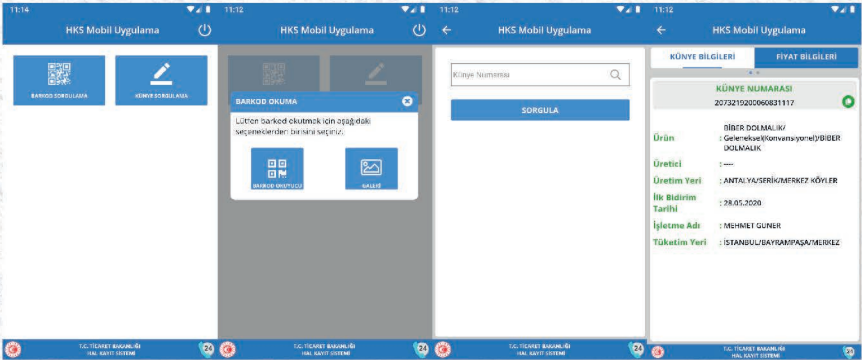 11:14
HKS Mobil Uygulama
BARKOD SORGULAMA
KÜNYE SORGULAMA
T.C. TİCARET BAKANLIĞI
HAL KAYIT SİSTEMİ
24
11:12
HKS Mobil Uygulama
BARKOD OKUMA
Lütfen barkod okutmak için aşağıdaki
seçeneklerden birisini seçiniz.
BARKOD OKUTUCU
GALERİ
T.C. TİCARET BAKANLIĞI
HAL KAYIT SİSTEMİ
24
11:12
HKS Mobil Uygulama
Künye Numarası
SORGULA
T.C. TİCARET BAKANLIĞI
HAL KAYIT SİSTEMİ
24
11:12
HKS Mobil Uygulama
KÜNYE BİLGİLERİ
FİYAT BİLGİLERİ
KÜNYE NUMARASI
2073219200060831117
Ürün : BİBER DOLMALIK/
Geleneksel(Konvansiyonel)/BİBER
DOLMALIK
Üretici : ----
Üretim Yeri : ANTALYA/SERİK/MERKEZ KÖYLER
İlk Bidirim
Tarihi : 28.05.2020
İşletme Adı : MEHMET GUNER
Tüketim Yeri : İSTANBUL/BAYRAMPAŞA/MERKEZ
T.C. TİCARET BAKANLIĞI
HAL KAYIT SİSTEMİ
24